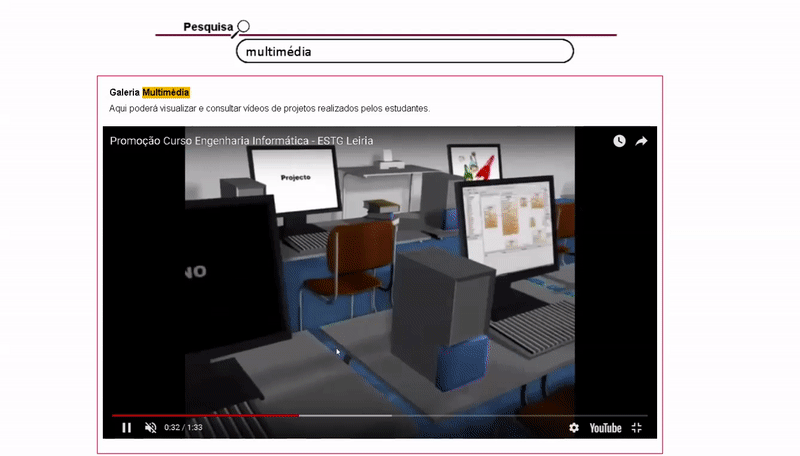 Pesquisa
multimédia
Galeria Multimédia
Aqui poderá visualizar e consultar vídeos de projetos realizados pelos estudantes.
Promoção Curso Engenharia Informática - ESTG Leiria
Projecto
NO
0:32 / 1:33
YouTube